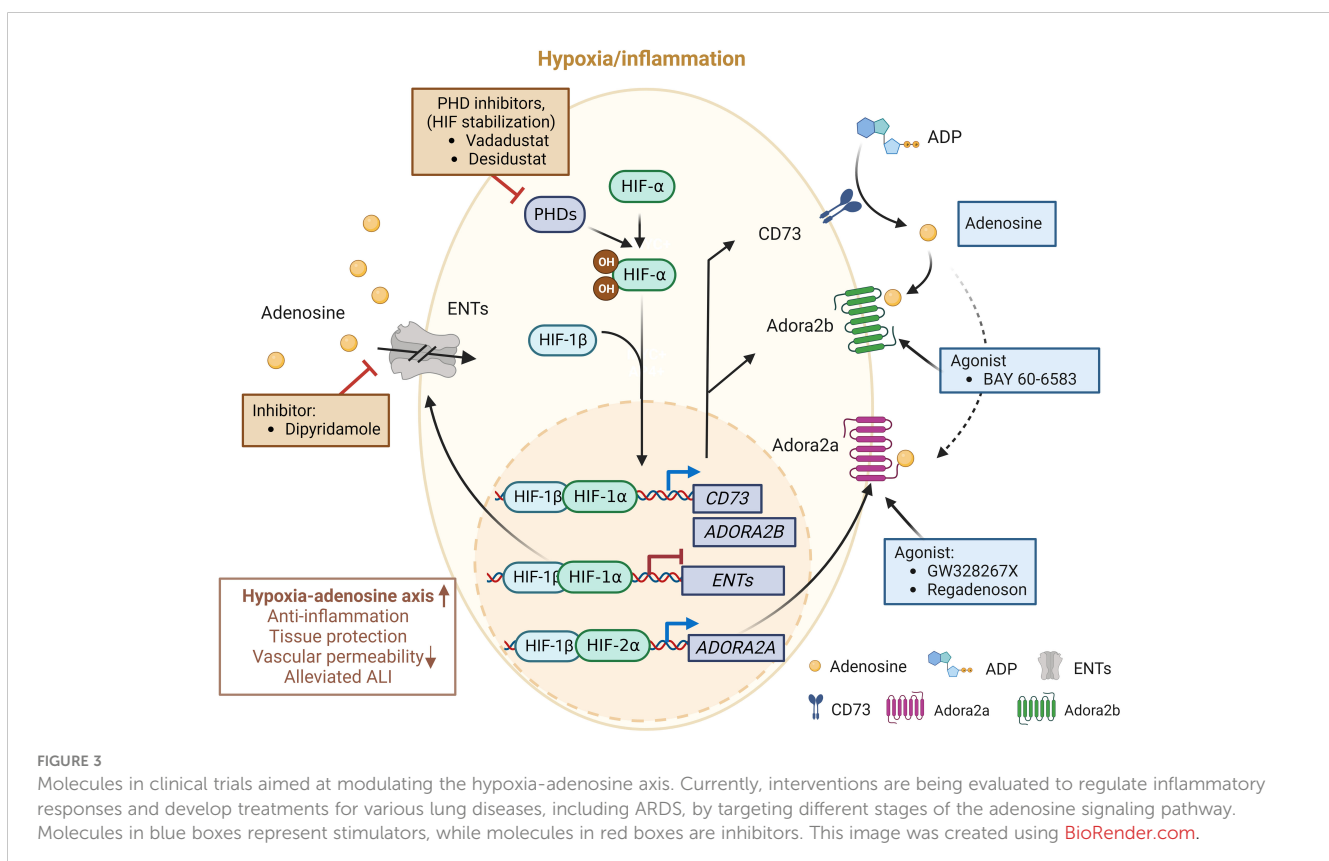 Hypoxia/inflammation
PHD inhibitors,
(HIF stabilization)
• Vadadustat
• Desidustat
HIF-α
PHDs
OH
OH
HIF-α
HIF-1β
Adenosine
ENTs
Inhibitor:
• Dipyridamole
CD73
ADP
Adenosine
Adora2b
Agonist
• BAY 60-6583
Adora2a
Agonist:
• GW328267X
• Regadenoson
HIF-1β HIF-1α CD73
ADORA2B
HIF-1β HIF-1α ENTs
HIF-1β HIF-2α ADORA2A
Hypoxia-adenosine axis
Anti-inflammation
Tissue protection
Vascular permeability
Alleviated ALI
Adenosine ADP ENTs
CD73 Adora2a Adora2b
FIGURE 3
Molecules in clinical trials aimed at modulating the hypoxia-adenosine axis. Currently, interventions are being evaluated to regulate inflammatory
responses and develop treatments for various lung diseases, including ARDS, by targeting different stages of the adenosine signaling pathway.
Molecules in blue boxes represent stimulators, while molecules in red boxes are inhibitors. This image was created using BioRender.com.